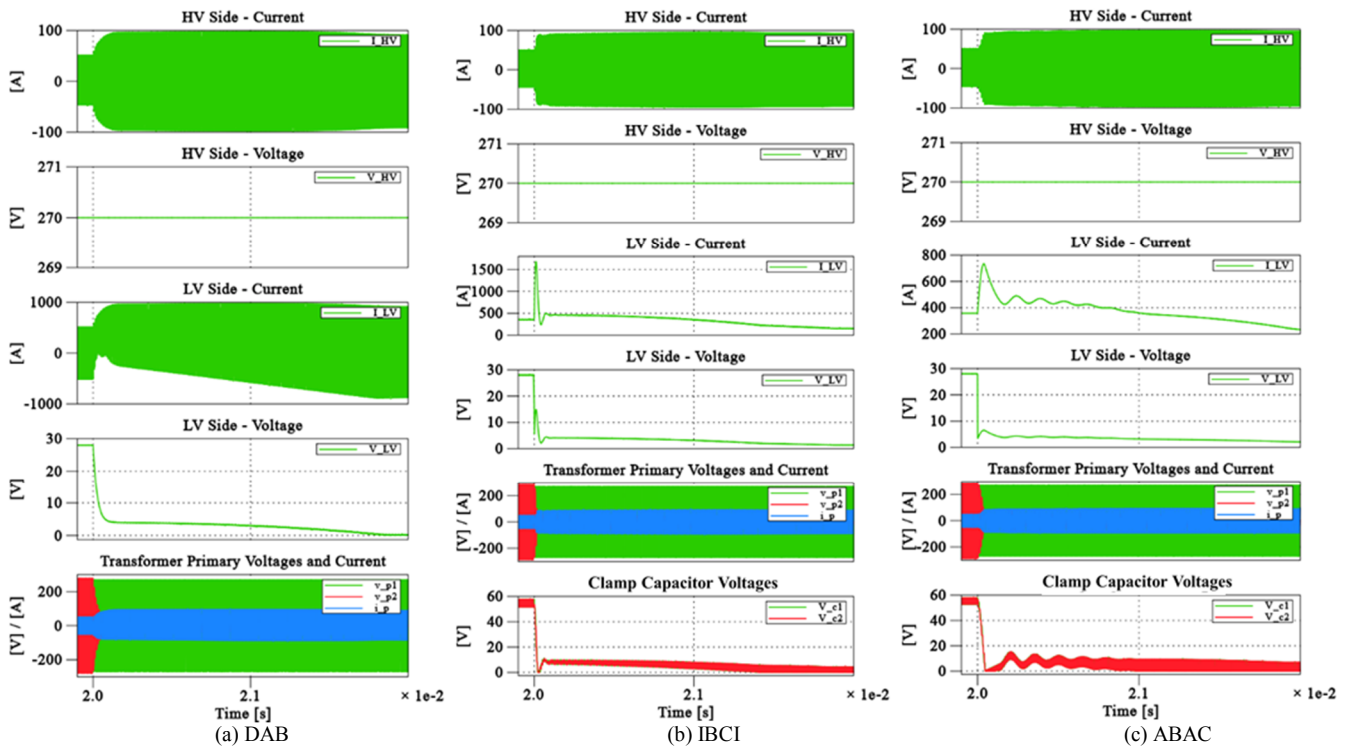 HV Side - Current
100
0
-100
[A]
I_HV
HV Side - Voltage
271
270
269
[V]
V_HV
LV Side - Current
1000
0
-1000
[A]
I_LV
LV Side - Voltage
30
20
10
0
[V]
V_LV
Transformer Primary Voltages and Current
200
0
-200
[V] / [A]
v_p1
v_p2
i_p
2.0
2.1
× 1e-2
Time [s]
(a) DAB
HV Side - Current
100
0
-100
[A]
I_HV
HV Side - Voltage
271
270
269
[V]
V_HV
LV Side - Current
1500
1000
500
0
[A]
I_LV
LV Side - Voltage
30
20
10
0
[V]
V_LV
Transformer Primary Voltages and Current
200
0
-200
[V] / [A]
v_p1
v_p2
i_p
Clamp Capacitor Voltages
60
40
20
0
[V]
V_c1
V_c2
2.0
2.1
× 1e-2
Time [s]
(b) IBCI
HV Side - Current
100
0
-100
[A]
I_HV
HV Side - Voltage
271
270
269
[V]
V_HV
LV Side - Current
800
600
400
200
[A]
I_LV
LV Side - Voltage
30
20
10
0
[V]
V_LV
Transformer Primary Voltages and Current
200
0
-200
[V] / [A]
v_p1
v_p2
i_p
Clamp Capacitor Voltages
60
40
20
0
[V]
V_c1
V_c2
2.0
2.1
× 1e-2
Time [s]
(c) ABAC